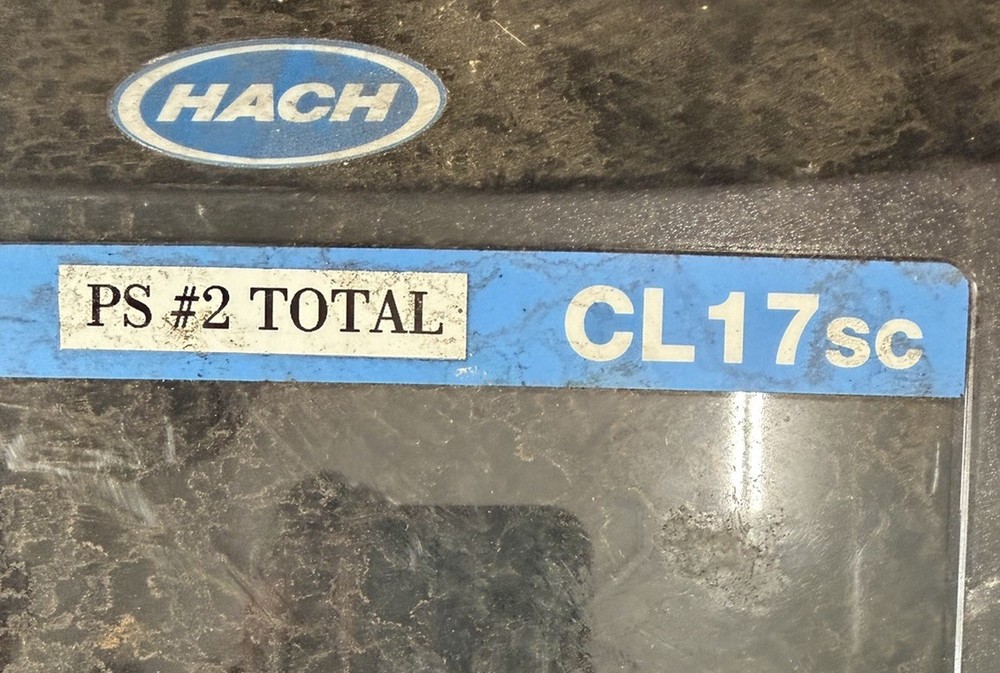 HACH
PS #2 TOTAL
CL17sc